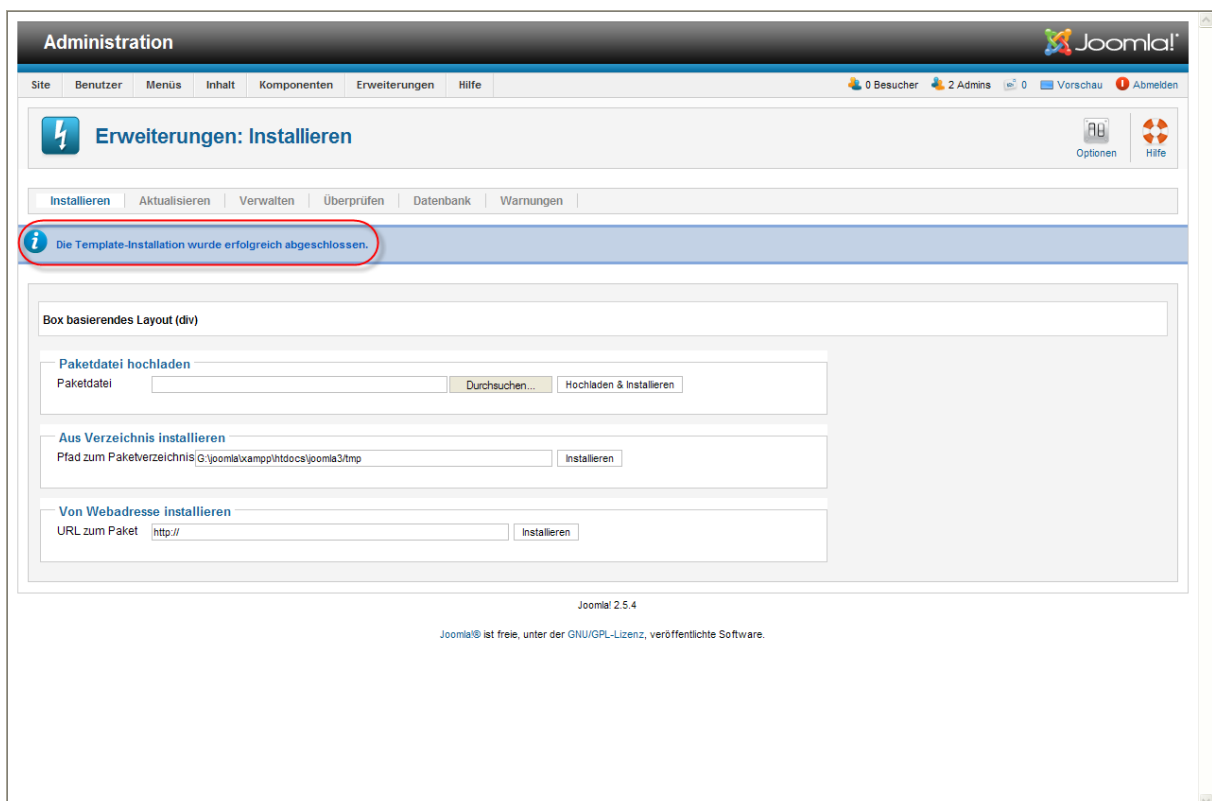 Administration
Joomla!
Site Benutzer Menüs Inhalt Komponenten Erweiterungen Hilfe 0 Besucher 2 Admins 0 Vorschau Abmelden
Erweiterungen: Installieren
Optionen Hilfe
Installieren Aktualisieren Verwalten Überprüfen Datenbank Warnungen
Die Template-Installation wurde erfolgreich abgeschlossen.
Box basierendes Layout (div)
Paketdatei hochladen
Paketdatei Durchsuchen... Hochladen & Installieren
Aus Verzeichnis installieren
Pfad zum Paketverzeichnis G:\joomla\xampp\htdocs\joomla3/tmp Installieren
Von Webadresse installieren
URL zum Paket http:// Installieren
Joomla! 2.5.4
Joomla!® ist freie, unter der GNU/GPL-Lizenz, veröffentlichte Software.